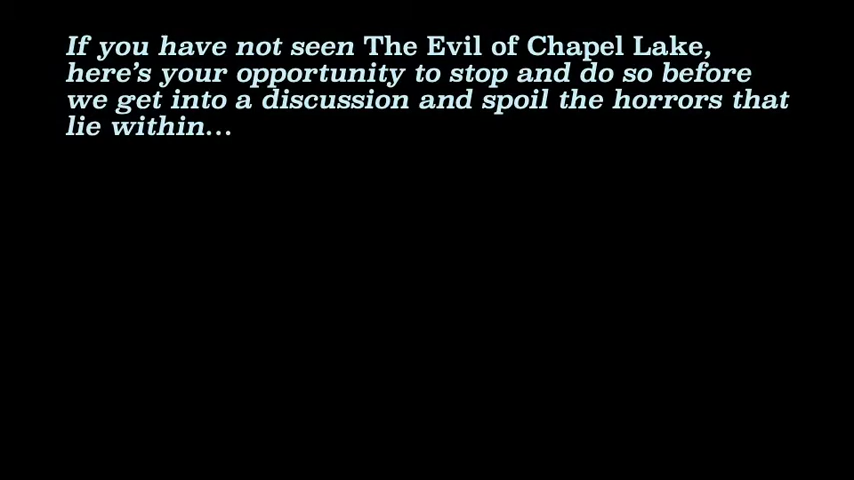 If you have not seen The Evil of Chapel Lake,
here’s your opportunity to stop and do so before
we get into a discussion and spoil the horrors that
lie within...